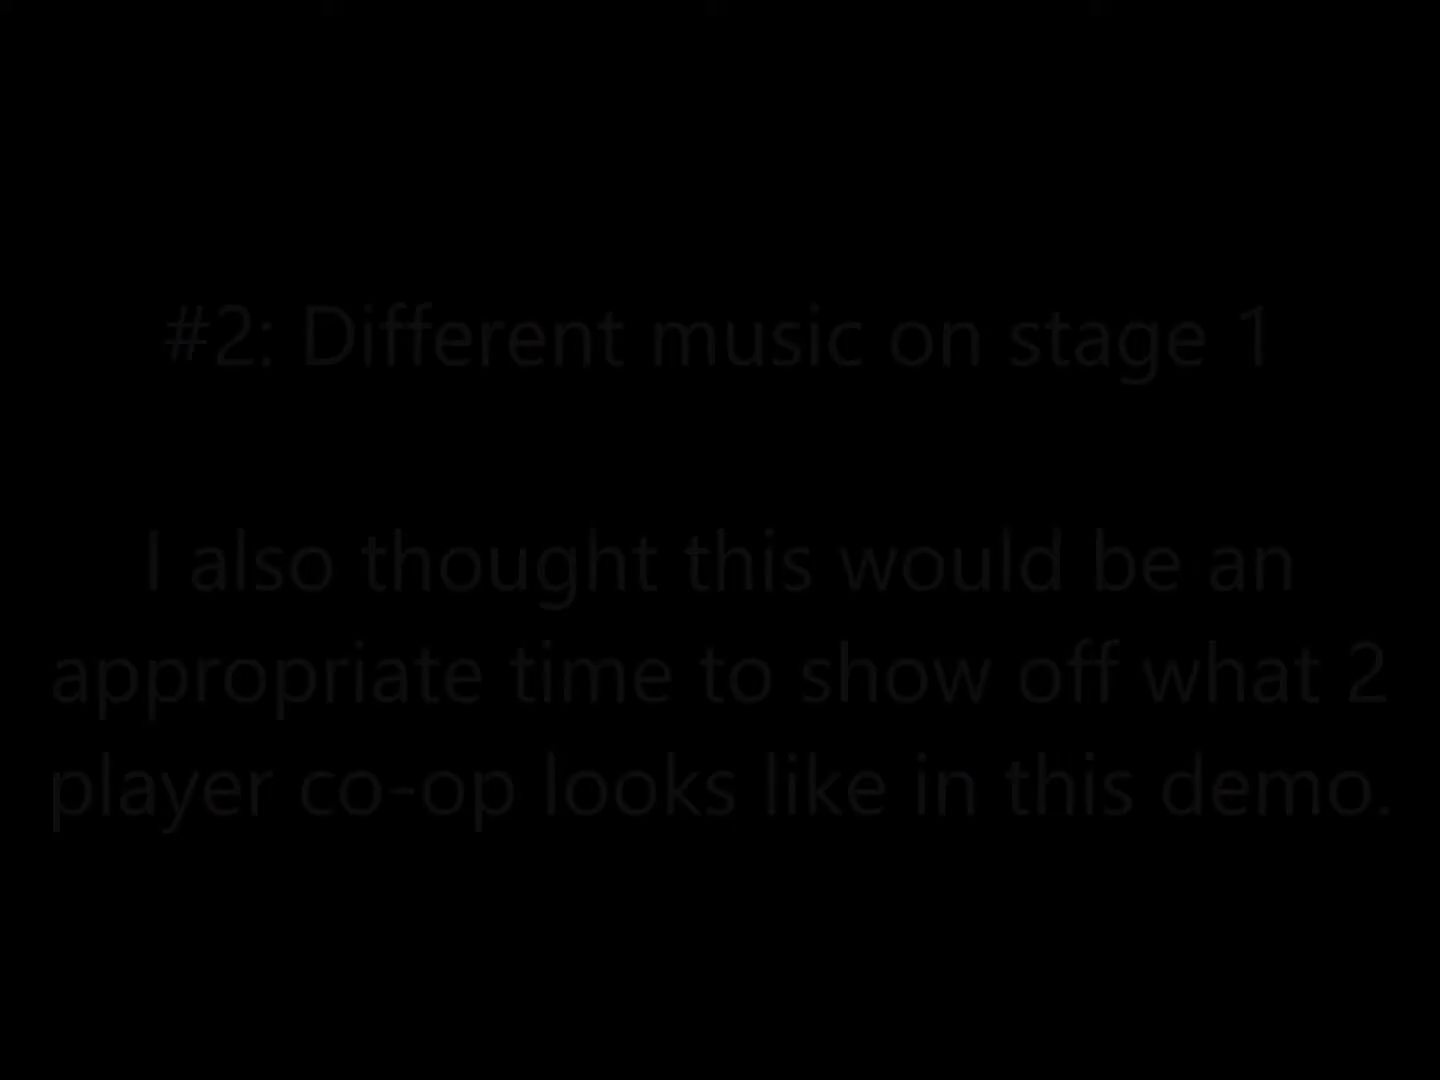 #2: Different music on stage 1
I also thought this would be an
appropriate time to show off what 2
player co-op looks like in this demo.